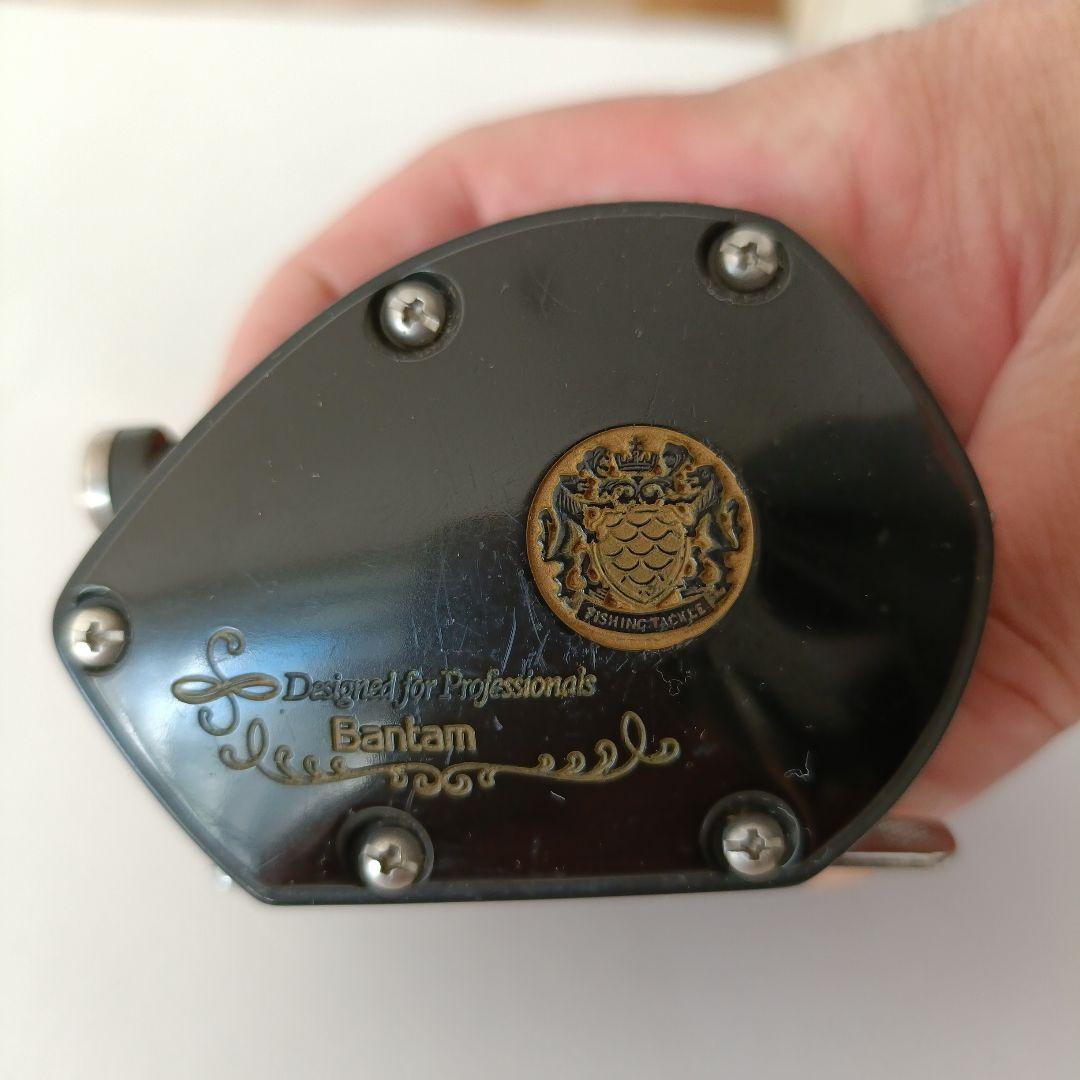 FISHING TACKLE
Designed for Professionals
Bantam